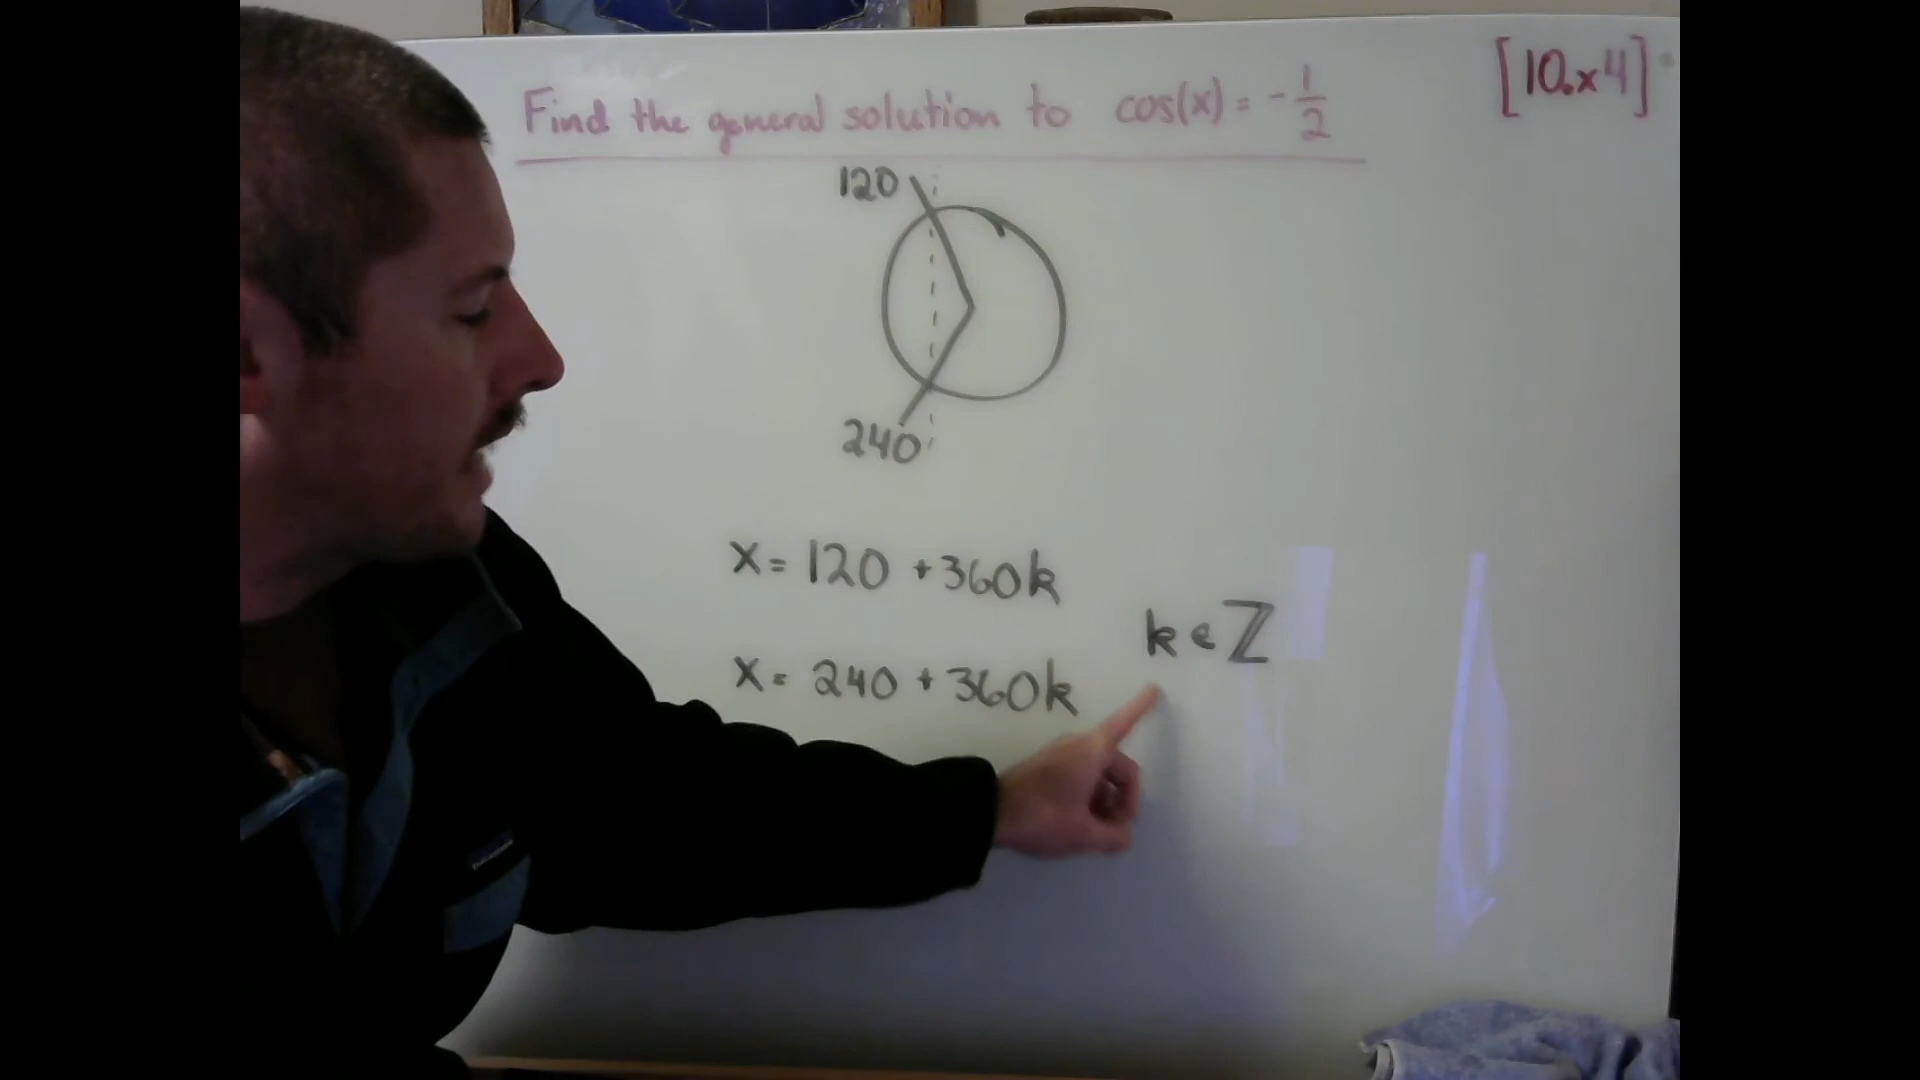 Find the general solution to cos(x) = -1/2
[10.x4]
120
240
x = 120 + 360k
k ∈ ℤ
x = 240 + 360k